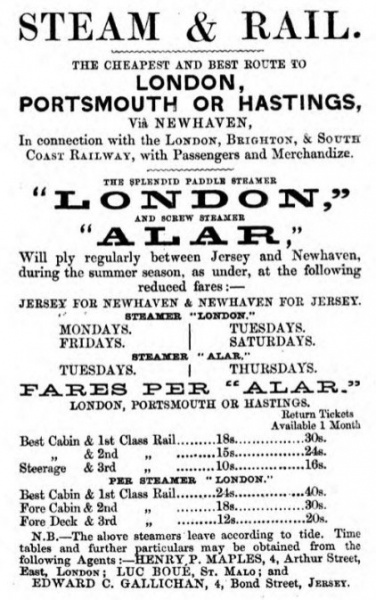 STEAM & RAIL.
THE CHEAPEST AND BEST ROUTE TO
LONDON,
PORTSMOUTH OR HASTINGS,
Viâ NEWHAVEN,
In connection with the LONDON, BRIGHTON, & SOUTH
COAST RAILWAY, with Passengers and Merchandize.
THE SPLENDID PADDLE STEAMER
"LONDON,"
AND SCREW STEAMER
"ALAR,"
Will ply regularly between Jersey and Newhaven,
during the summer season, as under, at the following
reduced fares:—
JERSEY FOR NEWHAVEN & NEWHAVEN FOR JERSEY.
STEAMER "LONDON."
MONDAYS. | TUESDAYS.
FRIDAYS. | SATURDAYS.
STEAMER "ALAR."
TUESDAYS. | THURSDAYS.
FARES PER "ALAR."
LONDON, PORTSMOUTH OR HASTINGS.
Return Tickets
Available 1 Month
Best Cabin & 1st Class Rail.........18s...............30s.
„ & 2nd „ .........15s...............24s.
Steerage & 3rd „ .........10s...............16s.
PER STEAMER "LONDON."
Best Cabin & 1st Class Rail.........24s...............40s.
Fore Cabin & 2nd „ .........18s...............30s.
Fore Deck & 3rd „ .........12s...............20s.
N.B.—The above steamers leave according to tide. Time
tables and further particulars may be obtained from the
following Agents:—HENRY P. MAPLES, 4, Arthur Street,
East, LONDON; LUC BOUÉ, ST. MALO; and
EDWARD C. GALLICHAN, 4, Bond Street, JERSEY.